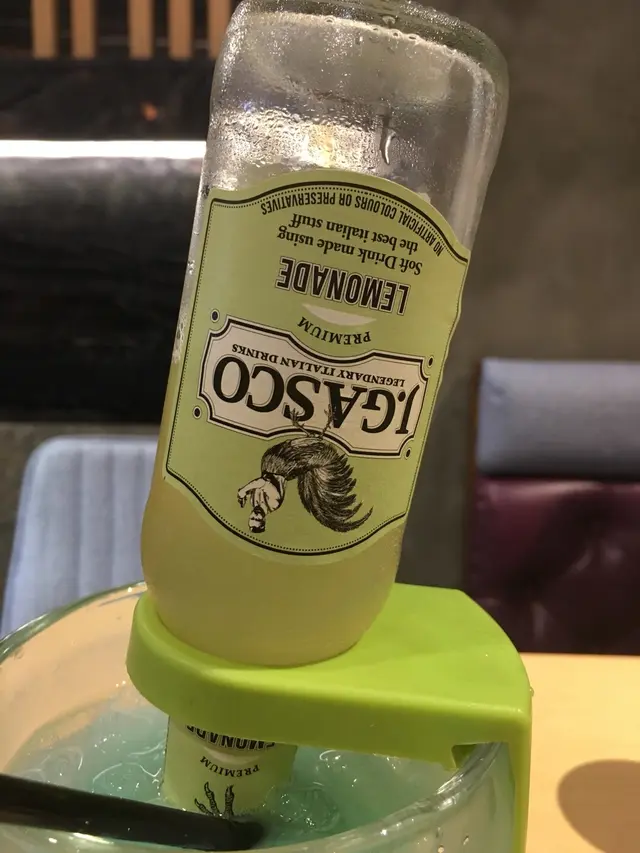 PREMIUM
LEMONADE
J.GASCO
LEGENDARY ITALIAN DRINKS
PREMIUM
LEMONADE
Soft Drink made using
the best italian stuff
NO ARTIFICIAL COLOURS OR PRESERVATIVES